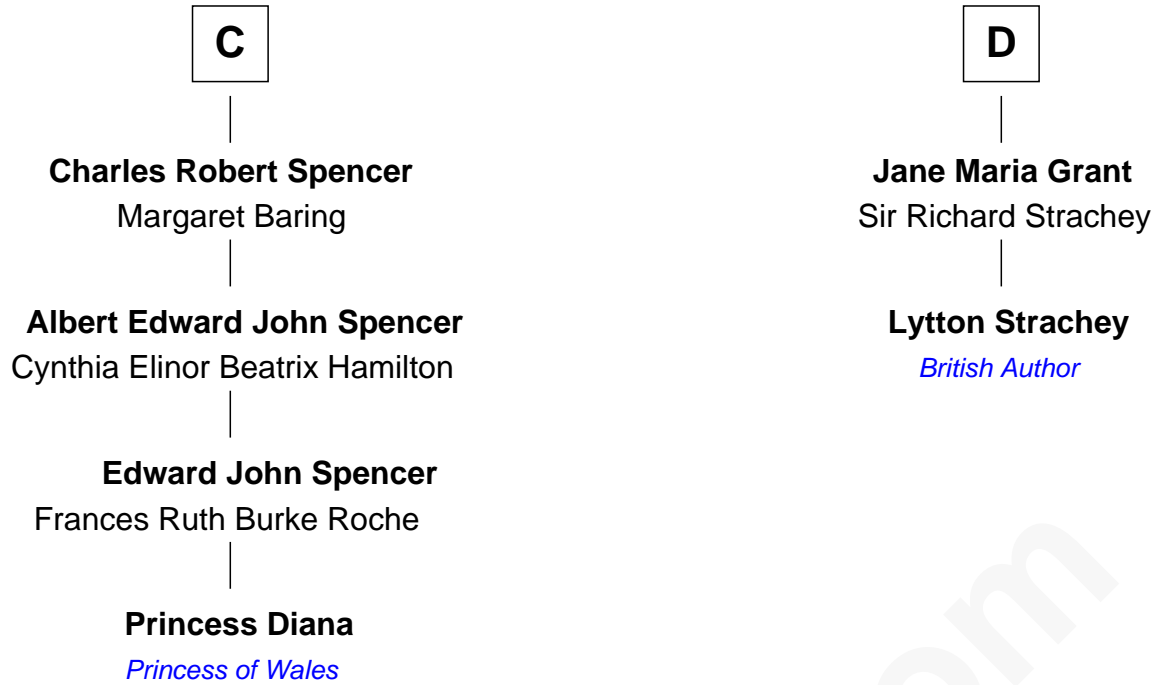 C
Charles Robert Spencer
Margaret Baring
Albert Edward John Spencer
Cynthia Elinor Beatrix Hamilton
Edward John Spencer
Frances Ruth Burke Roche
Princess Diana
Princess of Wales
D
Jane Maria Grant
Sir Richard Strachey
Lytton Strachey
British Author
om